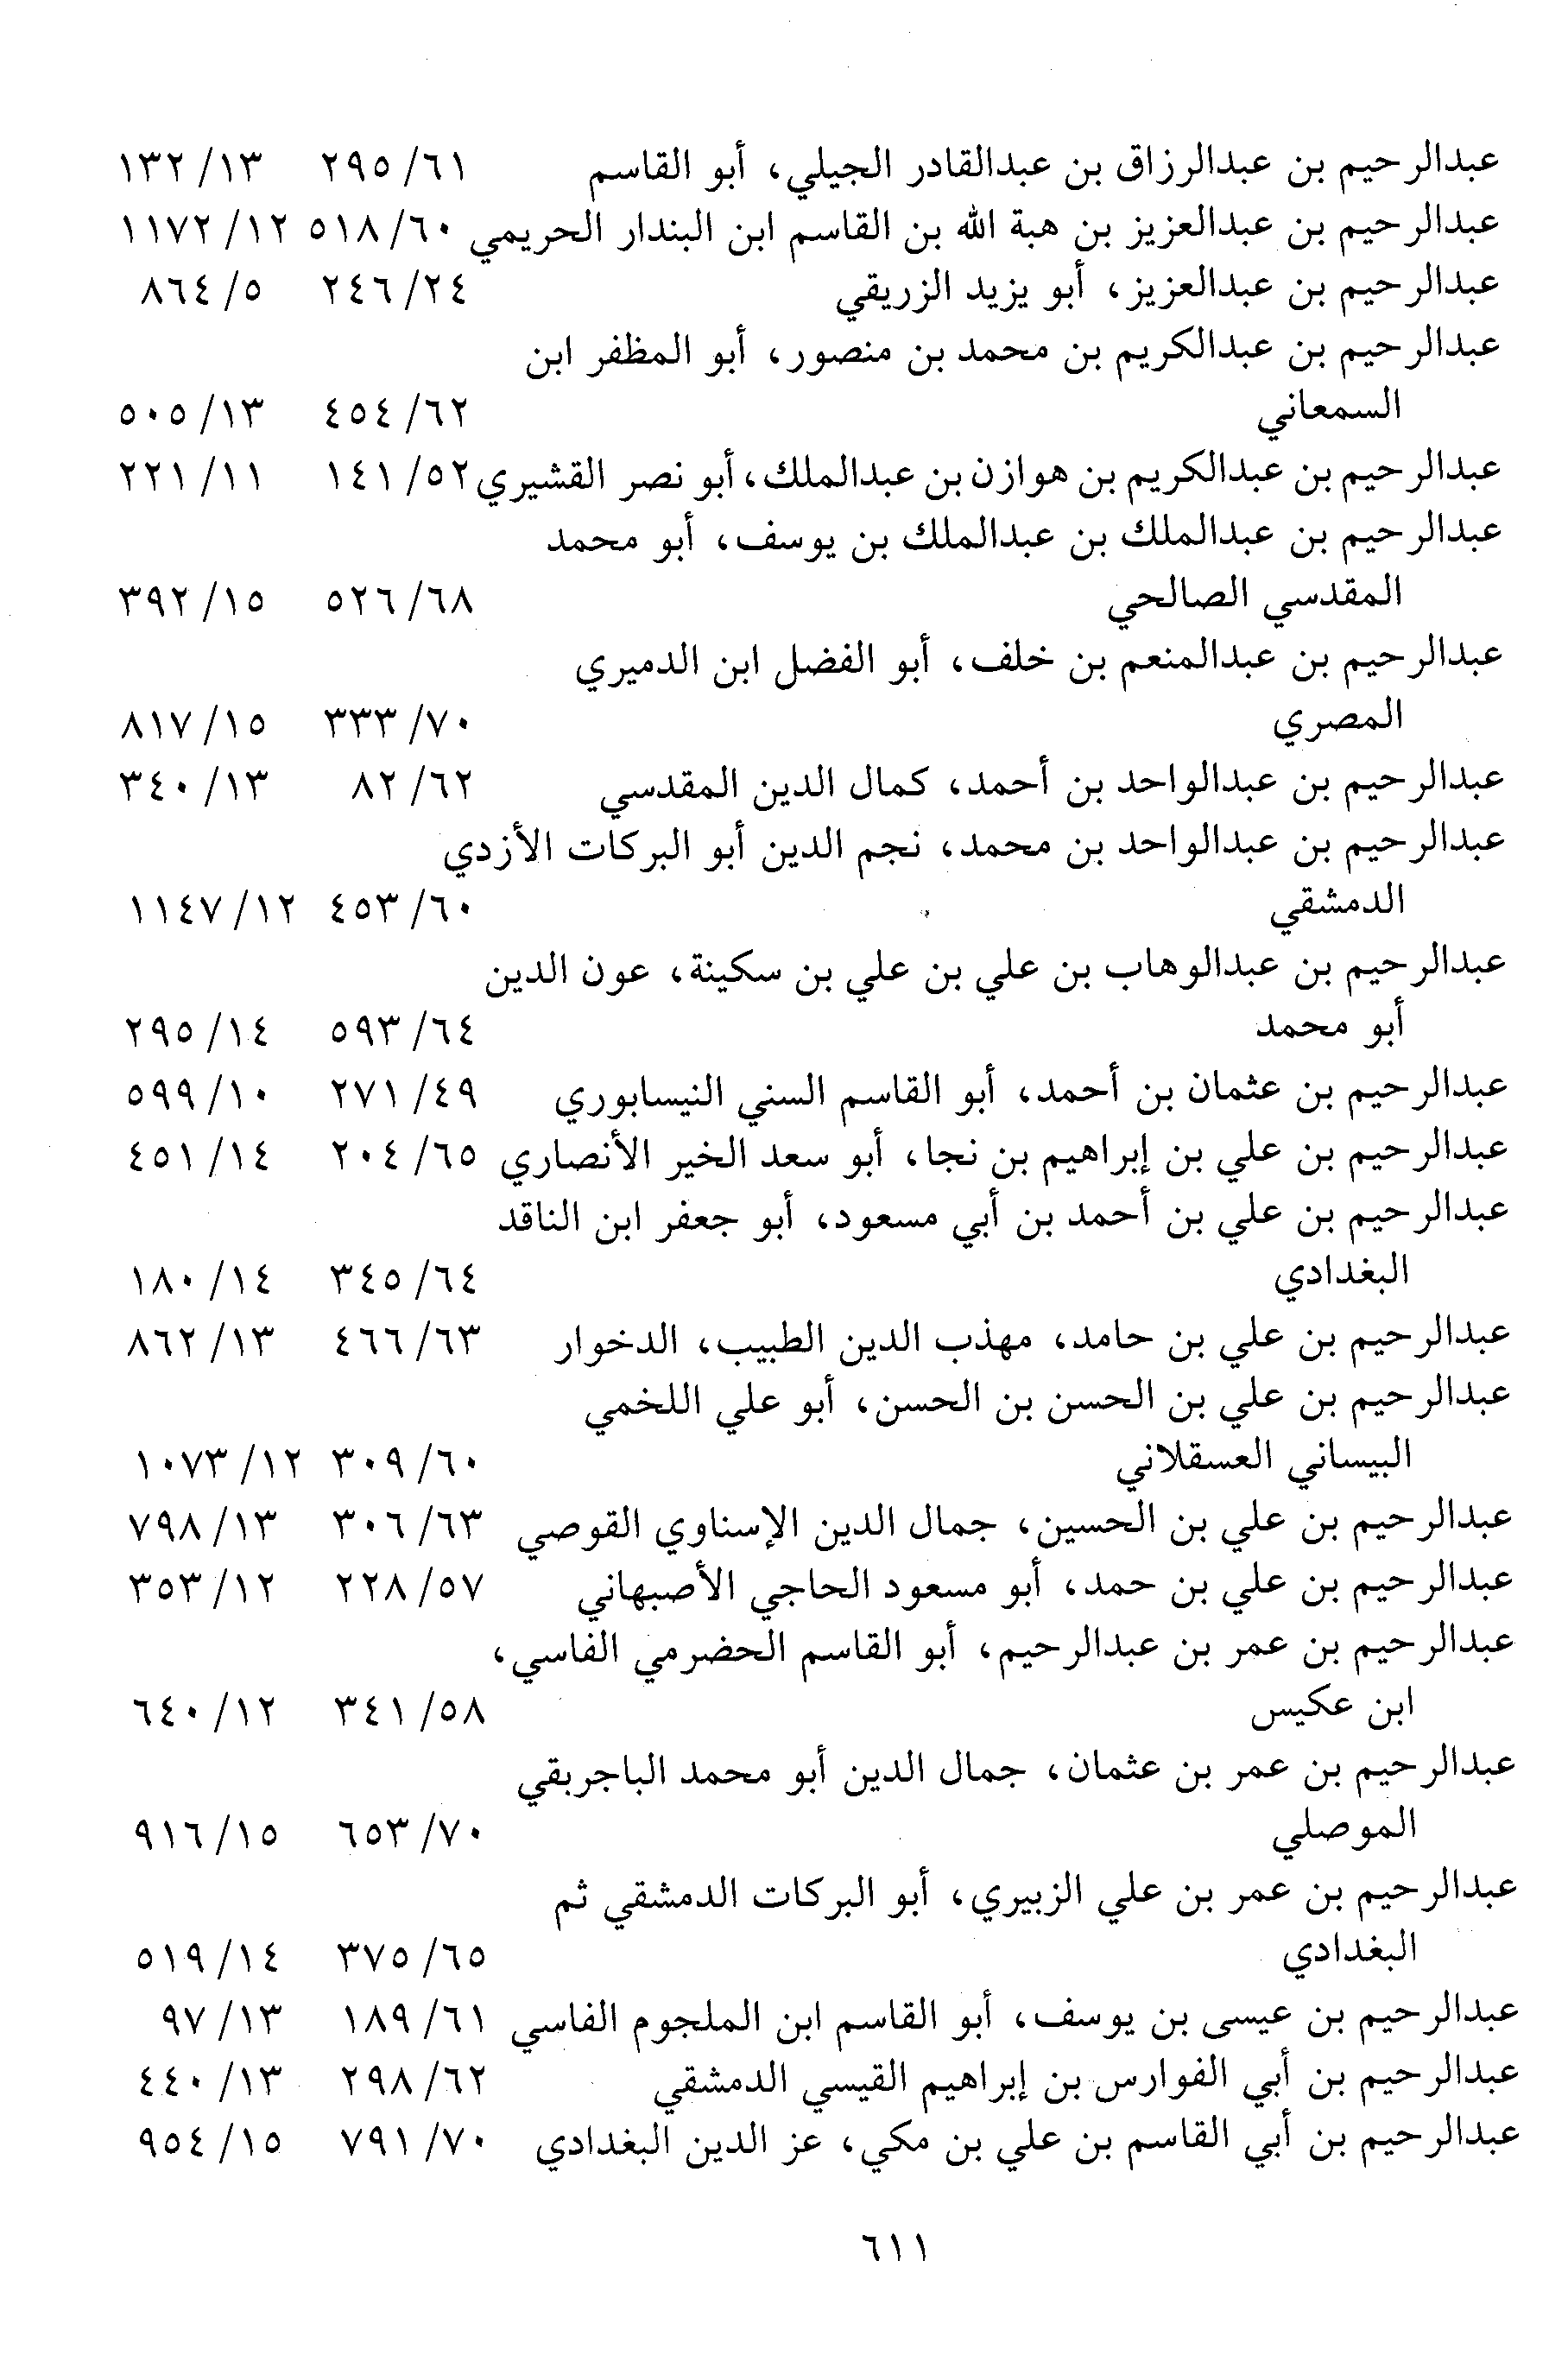 عبدالرحيم بن عبدالرزاق بن عبدالقادر الجيلي، أبو القاسم ٦١/ ٢٩٥ ١٣/ ١٣٢
عبدالرحيم بن عبدالعزيز بن هبة الله بن القاسم ابن البندار الحريمي ٦٠/ ٥١٨ ١٢/ ١١٧٢
عبدالرحيم بن عبدالعزيز، أبو يزيد الزريقي ٢٤/ ٢٤٦ ٥/ ٨٦٤
عبدالرحيم بن عبدالكريم بن محمد بن منصور، أبو المظفر ابن
السمعاني ٦٢/ ٤٥٤ ١٣/ ٥٠٥
عبدالرحيم بن عبدالكريم بن هوازن بن عبدالملك، أبو نصر القشيري ٥٢/ ١٤١ ١١/ ٢٢١
عبدالرحيم بن عبدالملك بن عبدالملك بن يوسف، أبو محمد
المقدسي الصالحي ٦٨/ ٥٢٦ ١٥/ ٣٩٢
عبدالرحيم بن عبدالمنعم بن خلف، أبو الفضل ابن الدميري
المصري ٧٠/ ٣٣٣ ١٥/ ٨١٧
عبدالرحيم بن عبدالواحد بن أحمد، كمال الدين المقدسي ٦٢/ ٨٢ ١٣/ ٣٤٠
عبدالرحيم بن عبدالواحد بن محمد، نجم الدين أبو البركات الأزدي
الدمشقي ٦٠/ ٤٥٣ ١٢/ ١١٤٧
عبدالرحيم بن عبدالوهاب بن علي بن علي بن سكينة، عون الدين
أبو محمد ٦٤/ ٥٩٣ ١٤/ ٢٩٥
عبدالرحيم بن عثمان بن أحمد، أبو القاسم السني النيسابوري ٤٩/ ٢٧١ ١٠/ ٥٩٩
عبدالرحيم بن علي بن إبراهيم بن نجا، أبو سعد الخير الأنصاري ٦٥/ ٢٠٤ ١٤/ ٤٥١
عبدالرحيم بن علي بن أحمد بن أبي مسعود، أبو جعفر ابن الناقد
البغدادي ٦٤/ ٣٤٥ ١٤/ ١٨٠
عبدالرحيم بن علي بن حامد، مهذب الدين الطبيب، الدخوار ٦٣/ ٤٦٦ ١٣/ ٨٦٢
عبدالرحيم بن علي بن الحسن بن الحسن، أبو علي اللخمي
البيساني العسقلاني ٦٠/ ٣٠٩ ١٢/ ١٠٧٣
عبدالرحيم بن علي بن الحسين، جمال الدين الإسناوي القوصي ٦٣/ ٣٠٦ ١٣/ ٧٩٨
عبدالرحيم بن علي بن حمد، أبو مسعود الحاجي الأصبهاني ٥٧/ ٢٢٨ ١٢/ ٣٥٣
عبدالرحيم بن عمر بن عبدالرحيم، أبو القاسم الحضرمي الفاسي،
ابن عكيس ٥٨/ ٣٤١ ١٢/ ٦٤٠
عبدالرحيم بن عمر بن عثمان، جمال الدين أبو محمد الباجربقي
الموصلي ٧٠/ ٦٥٣ ١٥/ ٩١٦
عبدالرحيم بن عمر بن علي الزبيري، أبو البركات الدمشقي ثم
البغدادي ٦٥/ ٣٧٥ ١٤/ ٥١٩
عبدالرحيم بن عيسى بن يوسف، أبو القاسم ابن الملجوم الفاسي ٦١/ ١٨٩ ١٣/ ٩٧
عبدالرحيم بن أبي الفوارس بن إبراهيم القيسي الدمشقي ٦٢/ ٢٩٨ ١٣/ ٤٤٠
عبدالرحيم بن أبي القاسم بن علي بن مكي، عز الدين البغدادي ٧٠/ ٧٩١ ١٥/ ٩٥٤
٦١١